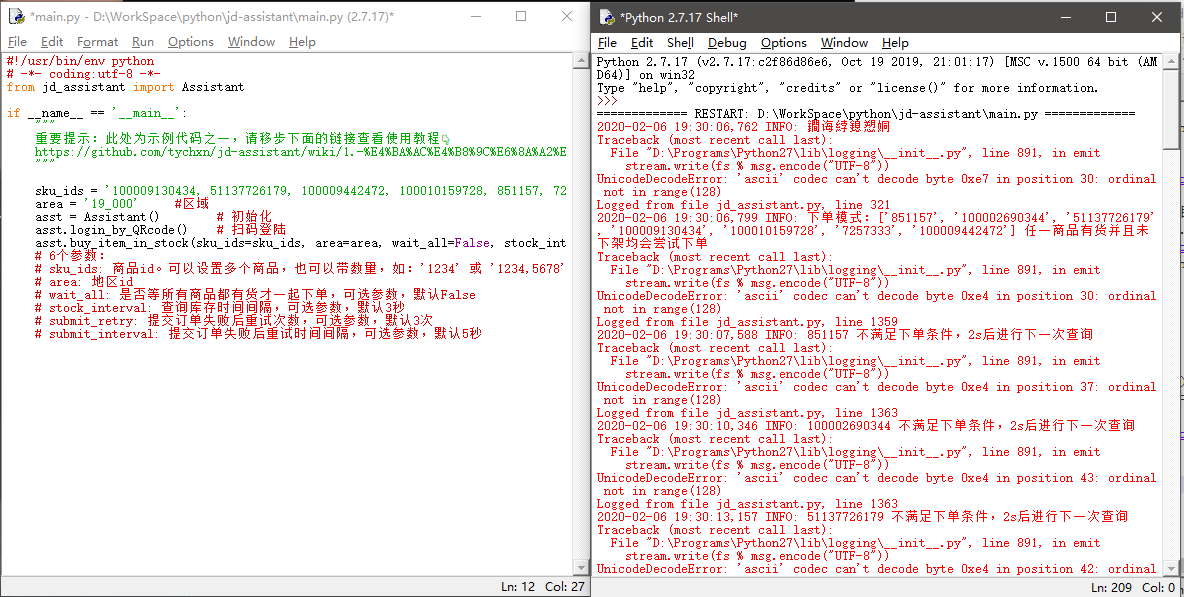 *main.py - D:\WorkSpace\python\jd-assistant\main.py (2.7.17)*
File Edit Format Run Options Window Help
#!/usr/bin/env python
# -*- coding:utf-8 -*-
from jd_assistant import Assistant
if __name__ == '__main__':
"""
重要提示：此处为示例代码之一，请移步下面的链接查看使用教程👇
https://github.com/tychxn/jd-assistant/wiki/1.-%E4%BA%AC%E4%B8%9C%E6%8A%A2%E
"""
sku_ids = '100009130434, 51137726179, 100009442472, 100010159728, 851157, 72
area = '19_000' #区域
asst = Assistant() # 初始化
asst.login_by_QRcode() # 扫码登陆
asst.buy_item_in_stock(sku_ids=sku_ids, area=area, wait_all=False, stock_int
# 6个参数：
# sku_ids: 商品id。可以设置多个商品，也可以带数量，如：'1234' 或 '1234,5678'
# area: 地区id
# wait_all: 是否等所有商品都有货才一起下单，可选参数，默认False
# stock_interval: 查询库存时间间隔，可选参数，默认3秒
# submit_retry: 提交订单失败后重试次数，可选参数，默认3次
# submit_interval: 提交订单失败后重试时间间隔，可选参数，默认5秒
Ln: 12 Col: 27
*Python 2.7.17 Shell*
File Edit Shell Debug Options Window Help
Python 2.7.17 (v2.7.17:c2f86d86e6, Oct 19 2019, 21:01:17) [MSC v.1500 64 bit (AM
D64)] on win32
Type "help", "copyright", "credits" or "license()" for more information.
>>>
============= RESTART: D:\WorkSpace\python\jd-assistant\main.py =============
2020-02-06 19:30:06,762 INFO:
Traceback (most recent call last):
File "D:\Programs\Python27\lib\logging\__init__.py", line 891, in emit
stream.write(fs % msg.encode("UTF-8"))
UnicodeDecodeError: 'ascii' codec can't decode byte 0xe7 in position 30: ordinal
not in range(128)
Logged from file jd_assistant.py, line 321
2020-02-06 19:30:06,799 INFO: 下单模式：['851157', '100002690344', '51137726179'
, '100009130434', '100010159728', '7257333', '100009442472'] 任一商品有货并且未
下架均会尝试下单
Traceback (most recent call last):
File "D:\Programs\Python27\lib\logging\__init__.py", line 891, in emit
stream.write(fs % msg.encode("UTF-8"))
UnicodeDecodeError: 'ascii' codec can't decode byte 0xe4 in position 30: ordinal
not in range(128)
Logged from file jd_assistant.py, line 1359
2020-02-06 19:30:07,588 INFO: 851157 不满足下单条件，2s后进行下一次查询
Traceback (most recent call last):
File "D:\Programs\Python27\lib\logging\__init__.py", line 891, in emit
stream.write(fs % msg.encode("UTF-8"))
UnicodeDecodeError: 'ascii' codec can't decode byte 0xe4 in position 37: ordinal
not in range(128)
Logged from file jd_assistant.py, line 1363
2020-02-06 19:30:10,346 INFO: 100002690344 不满足下单条件，2s后进行下一次查询
Traceback (most recent call last):
File "D:\Programs\Python27\lib\logging\__init__.py", line 891, in emit
stream.write(fs % msg.encode("UTF-8"))
UnicodeDecodeError: 'ascii' codec can't decode byte 0xe4 in position 43: ordinal
not in range(128)
Logged from file jd_assistant.py, line 1363
2020-02-06 19:30:13,157 INFO: 51137726179 不满足下单条件，2s后进行下一次查询
Traceback (most recent call last):
File "D:\Programs\Python27\lib\logging\__init__.py", line 891, in emit
stream.write(fs % msg.encode("UTF-8"))
UnicodeDecodeError: 'ascii' codec can't decode byte 0xe4 in position 42: ordinal
Ln: 209 Col: 0